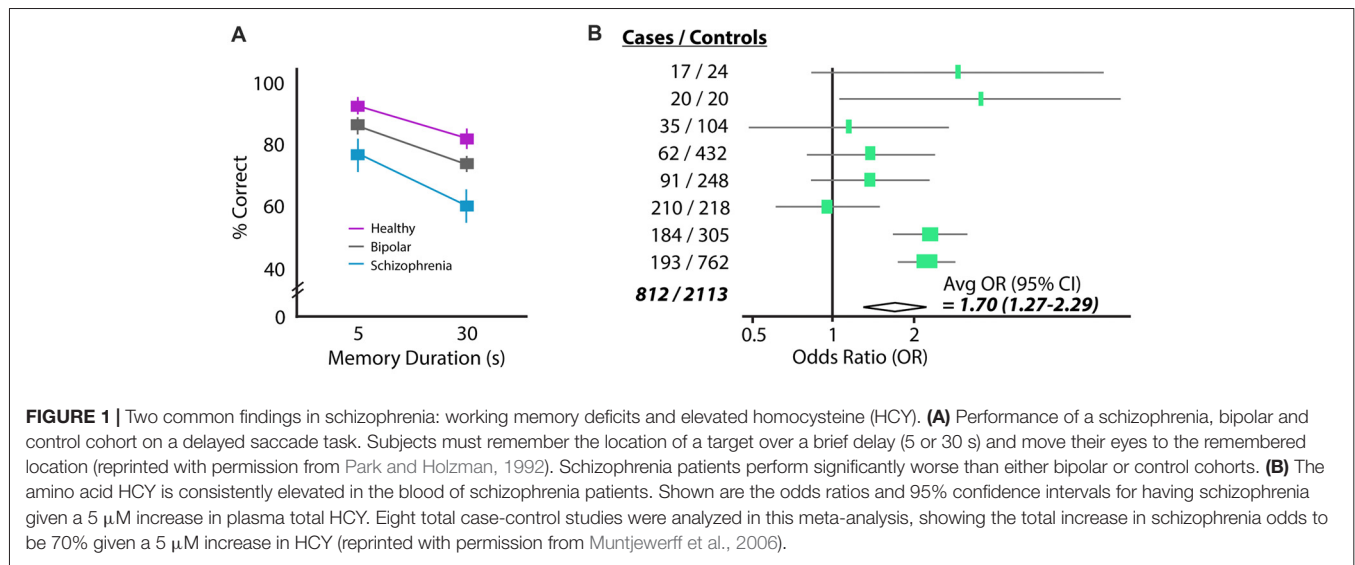 A
100
80
60
40
0
% Correct
Healthy
Bipolar
Schizophrenia
5 30
Memory Duration (s)
B
Cases / Controls
17 / 24
20 / 20
35 / 104
62 / 432
91 / 248
210 / 218
184 / 305
193 / 762
812 / 2113
Avg OR (95% CI)
= 1.70 (1.27-2.29)
0.5 1 2
Odds Ratio (OR)
FIGURE 1 | Two common findings in schizophrenia: working memory deficits and elevated homocysteine (HCY). (A) Performance of a schizophrenia, bipolar and
control cohort on a delayed saccade task. Subjects must remember the location of a target over a brief delay (5 or 30 s) and move their eyes to the remembered
location (reprinted with permission from Park and Holzman, 1992). Schizophrenia patients perform significantly worse than either bipolar or control cohorts. (B) The
amino acid HCY is consistently elevated in the blood of schizophrenia patients. Shown are the odds ratios and 95% confidence intervals for having schizophrenia
given a 5 μM increase in plasma total HCY. Eight total case-control studies were analyzed in this meta-analysis, showing the total increase in schizophrenia odds to
be 70% given a 5 μM increase in HCY (reprinted with permission from Muntjewerff et al., 2006).